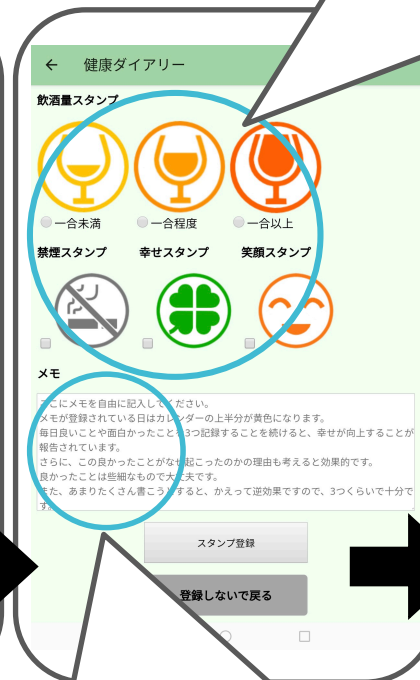 健康ダイアリー
飲酒量スタンプ
一合未満 一合程度 一合以上
禁煙スタンプ 幸せスタンプ 笑顔スタンプ
メモ
ここにメモを自由に記入してください。
メモが登録されている日はカレンダーの上半分が黄色になります。
毎日良いことや面白かったことを3つ記録することを続けると、幸せが向上することが
報告されています。
さらに、この良かったことがなぜ起こったのかの理由も考えると効果的です。
良かったことは些細なもので大丈夫です。
また、あまりたくさん書こうとすると、かえって逆効果ですので、3つくらいで十分で
す。
スタンプ登録
登録しないで戻る